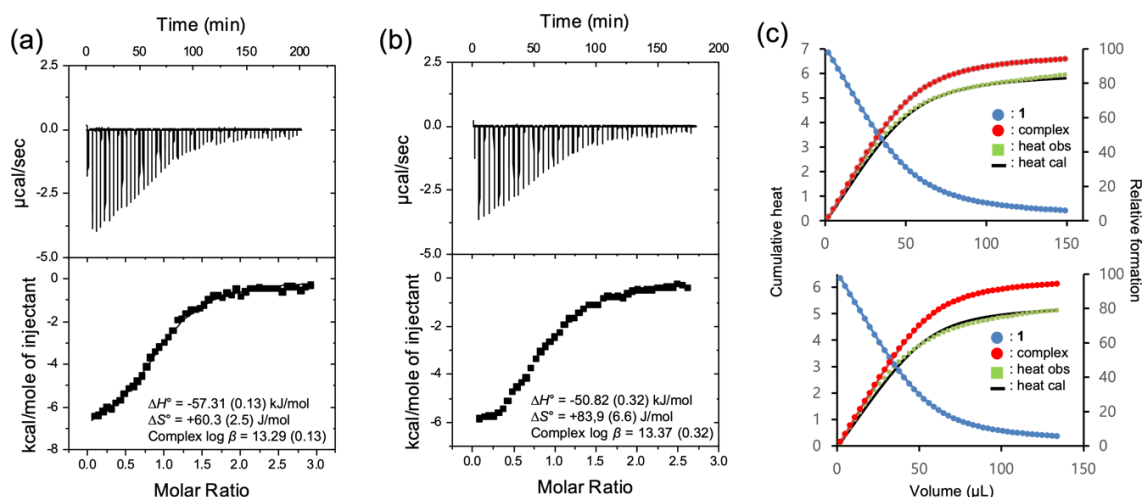 (a)
Time (min)
0 50 100 150 200
2.5
0.0
-2.5
-5.0
µcal/sec
0
-2
-4
-6
-8
kcal/mole of injectant
ΔH° = -57.31 (0.13) kJ/mol
ΔS° = +60.3 (2.5) J/mol
Complex log β = 13.29 (0.13)
0.0 0.5 1.0 1.5 2.0 2.5 3.0
Molar Ratio
(b)
Time (min)
0 50 100 150 200
2.5
0.0
-2.5
-5.0
µcal/sec
0
-2
-4
-6
kcal/mole of injectant
ΔH° = -50.82 (0.32) kJ/mol
ΔS° = +83,9 (6.6) J/mol
Complex log β = 13.37 (0.32)
0.0 0.5 1.0 1.5 2.0 2.5 3.0
Molar Ratio
(c)
7
6
5
4
3
2
1
0
100
80
60
40
20
0
: 1
: complex
: heat obs
: heat cal
0 50 100 150
Cumulative heat
Relative formation
6
5
4
3
2
1
0
100
80
60
40
20
0
: 1
: complex
: heat obs
: heat cal
0 50 100 150
Volume (µL)